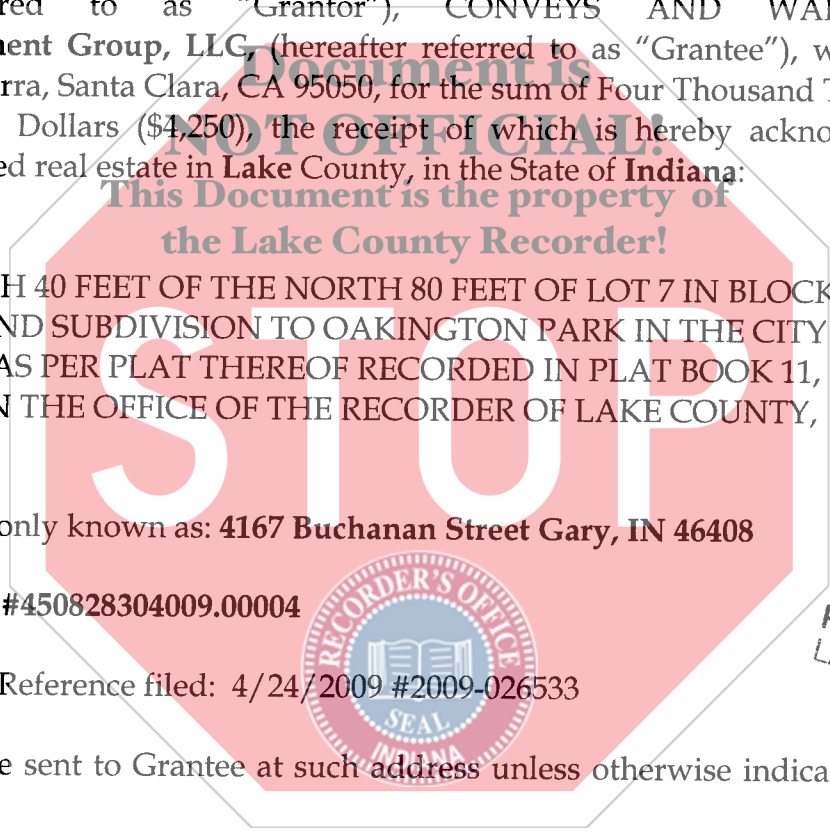 red to as "Grantor"), CONVEYS AND WAR
ent Group, LLG, (hereafter referred to as "Grantee"), w
rra, Santa Clara, CA 95050, for the sum of Four Thousand T
Dollars ($4,250), the receipt of which is hereby ackno
ed real estate in Lake County, in the State of Indiana:
Document is
NOT OFFICIAL!
This Document is the property of
the Lake County Recorder!
H 40 FEET OF THE NORTH 80 FEET OF LOT 7 IN BLOCK
ND SUBDIVISION TO OAKINGTON PARK IN THE CITY
AS PER PLAT THEREOF RECORDED IN PLAT BOOK 11,
N THE OFFICE OF THE RECORDER OF LAKE COUNTY,
STOP
only known as: 4167 Buchanan Street Gary, IN 46408
#450828304009.00004
Reference filed: 4/24/2009 #2009-026533
RECORDER'S OFFICE
SEAL
INDIANA
e sent to Grantee at such address unless otherwise indica